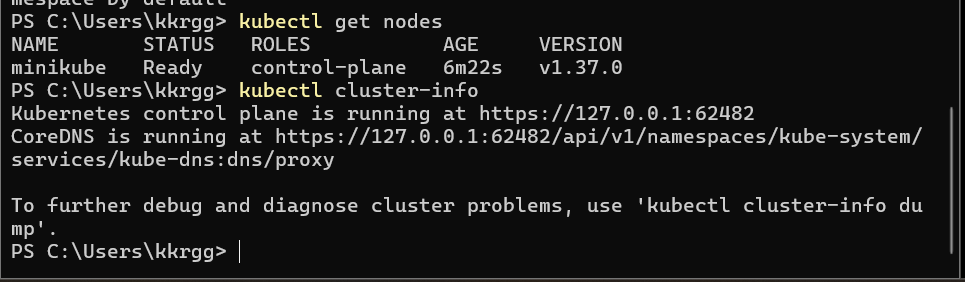 mespace by default
PS C:\Users\kkrgg> kubectl get nodes
NAME       STATUS   ROLES           AGE     VERSION
minikube   Ready    control-plane   6m22s   v1.37.0
PS C:\Users\kkrgg> kubectl cluster-info
Kubernetes control plane is running at https://127.0.0.1:62482
CoreDNS is running at https://127.0.0.1:62482/api/v1/namespaces/kube-system/
services/kube-dns:dns/proxy

To further debug and diagnose cluster problems, use 'kubectl cluster-info du
mp'.
PS C:\Users\kkrgg>